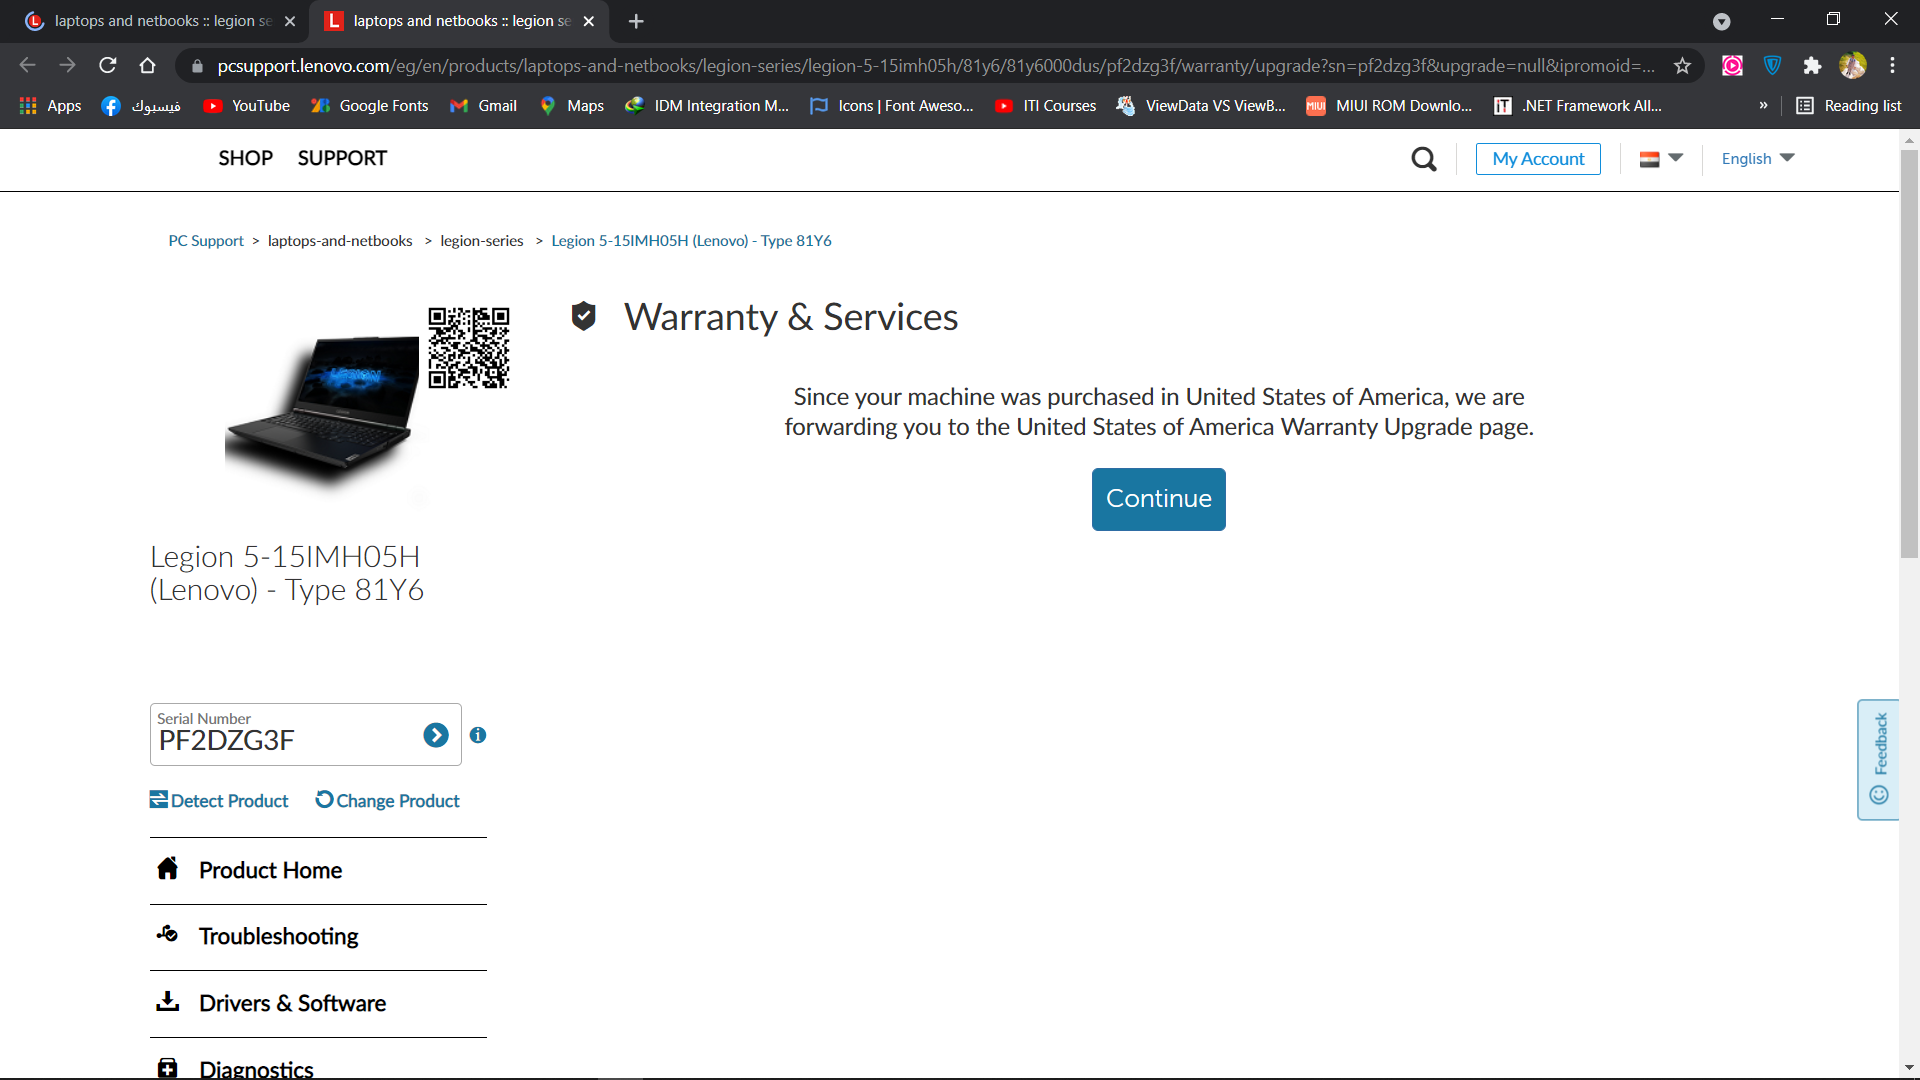 laptops and netbooks :: legion se
laptops and netbooks :: legion se
pcsupport.lenovo.com/eg/en/products/laptops-and-netbooks/legion-series/legion-5-15imh05h/81y6/81y6000dus/pf2dzg3f/warranty/upgrade?sn=pf2dzg3f&upgrade=null&ipromoid=...
Apps
فيسبوك
YouTube
Google Fonts
Gmail
Maps
IDM Integration M...
Icons | Font Aweso...
ITI Courses
ViewData VS ViewB...
MIUI ROM Downlo...
.NET Framework All...
»
Reading list
SHOP SUPPORT
My Account
English
PC Support > laptops-and-netbooks > legion-series > Legion 5-15IMH05H (Lenovo) - Type 81Y6
LEGION
Warranty & Services
Since your machine was purchased in United States of America, we are
forwarding you to the United States of America Warranty Upgrade page.
Continue
Legion 5-15IMH05H
(Lenovo) - Type 81Y6
Serial Number
PF2DZG3F
Detect Product
Change Product
Feedback
Product Home
Troubleshooting
Drivers & Software
Diagnostics